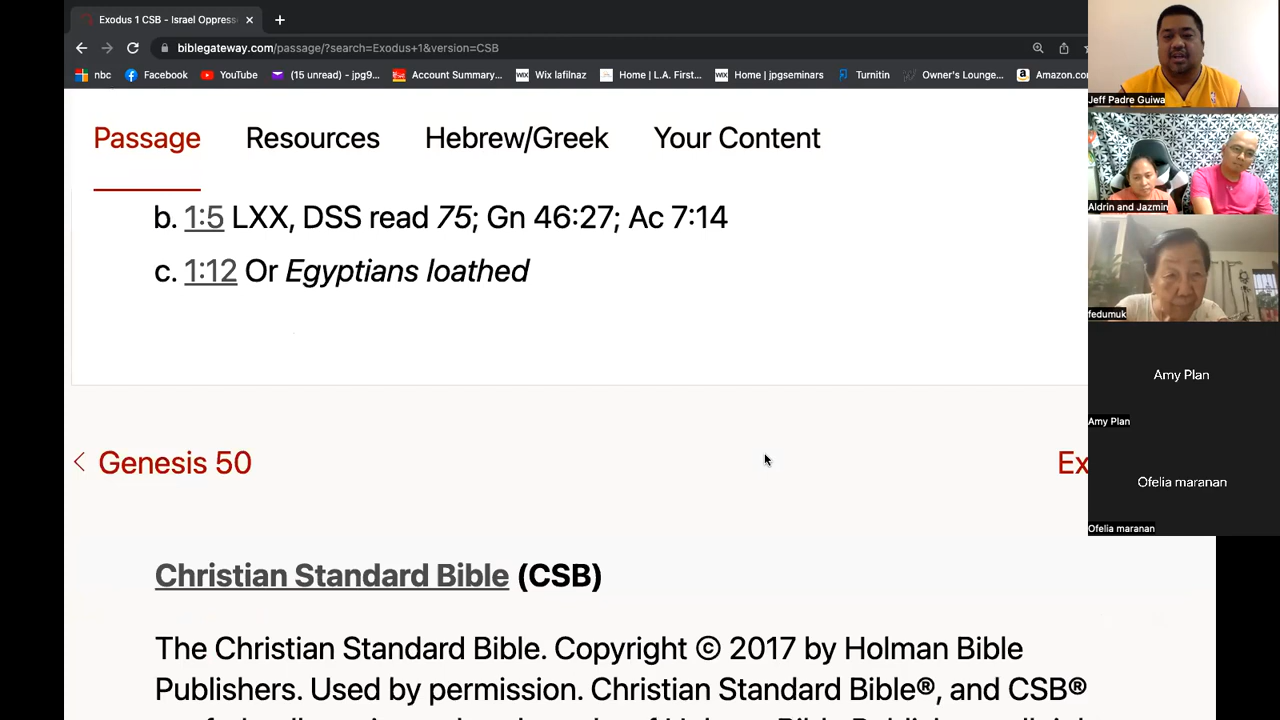 Exodus 1 CSB - Israel Oppress
biblegateway.com/passage/?search=Exodus+1&version=CSB
nbc
Facebook
YouTube
(15 unread) - jpg9...
Account Summary...
WIX Wix lafilnaz
Home | L.A. First...
WIX Home | jpgseminars
Turnitin
Owner's Lounge...
Amazon.co
Passage Resources Hebrew/Greek Your Content
b. 1:5 LXX, DSS read 75; Gn 46:27; Ac 7:14
c. 1:12 Or Egyptians loathed
Genesis 50
Ex
Christian Standard Bible (CSB)
The Christian Standard Bible. Copyright © 2017 by Holman Bible
Publishers. Used by permission. Christian Standard Bible®, and CSB®
Jeff Padre Guiwa
Aldrin and Jazmin
fedumuk
Amy Plan
Amy Plan
Ofelia maranan
Ofelia maranan